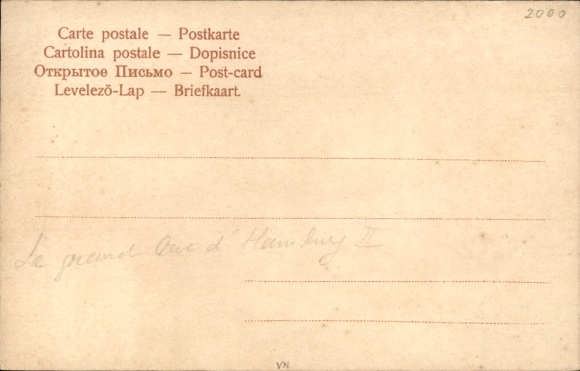 2000
Carte postale — Postkarte
Cartolina postale — Dopisnice
Открытое Письмо — Post-card
Levelezõ-Lap — Briefkaart.
Le grand Duc d'Hamburg II
VN